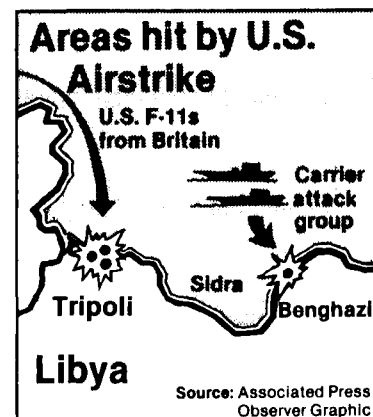 Areas hit by U.S.
Airstrike
U.S. F-11s
from Britain
Carrier
attack
group
Sidra
Tripoli
Benghazi
Libya
Source: Associated Press
Observer Graphic